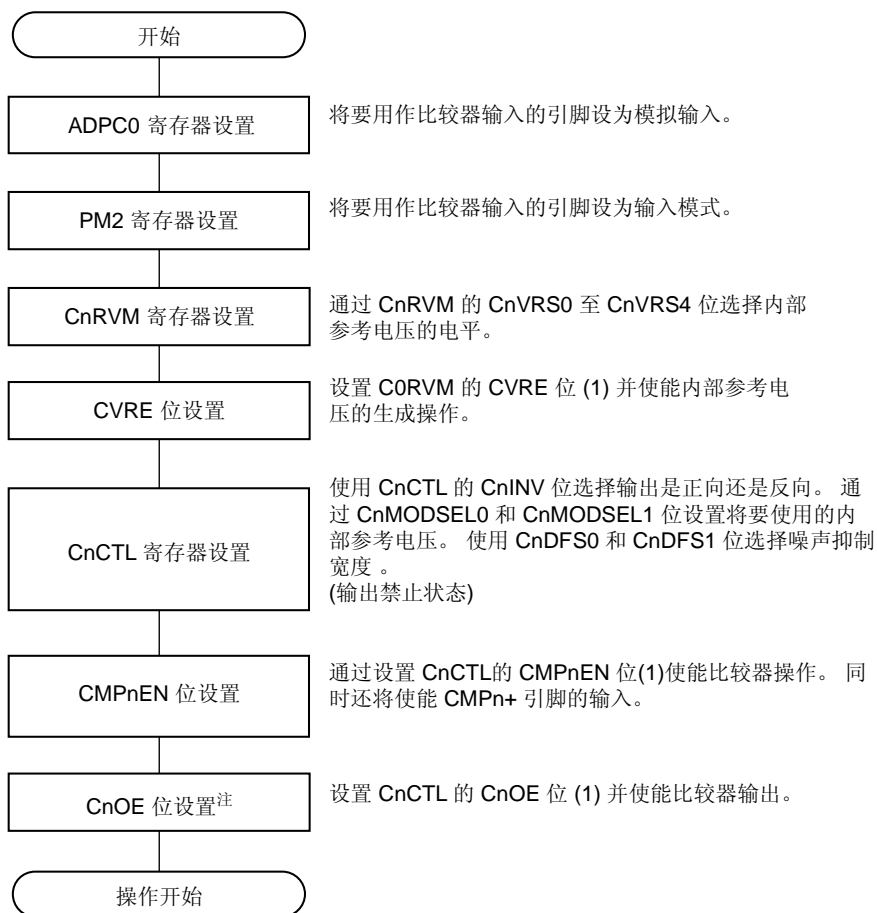 开始
ADPC0 寄存器设置
将要用作比较器输入的引脚设为模拟输入。
PM2 寄存器设置
将要用作比较器输入的引脚设为输入模式。
CnRVM 寄存器设置
通过 CnRVM 的 CnVRS0 至 CnVRS4 位选择内部
参考电压的电平。
CVRE 位设置
设置 C0RVM 的 CVRE 位 (1) 并使能内部参考电
压的生成操作。
CnCTL 寄存器设置
使用 CnCTL 的 CnINV 位选择输出是正向还是反向。 通
过 CnMODSEL0 和 CnMODSEL1 位设置将要使用的内
部参考电压。 使用 CnDFS0 和 CnDFS1 位选择噪声抑制
宽度 。
(输出禁止状态)
CMPnEN 位设置
通过设置 CnCTL的 CMPnEN 位(1)使能比较器操作。 同
时还将使能 CMPn+ 引脚的输入。
CnOE 位设置注
设置 CnCTL 的 CnOE 位 (1) 并使能比较器输出。
操作开始